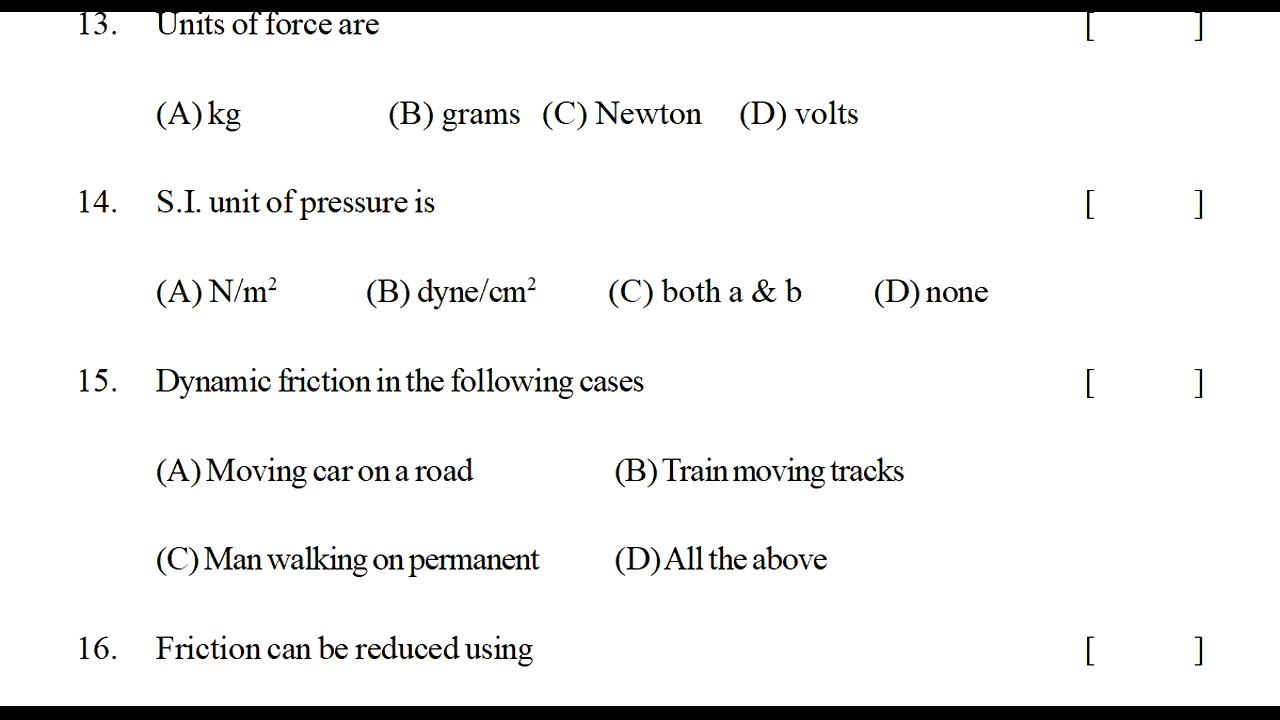 13. Units of force are [ ]
(A) kg (B) grams (C) Newton (D) volts
14. S.I. unit of pressure is [ ]
(A) N/m² (B) dyne/cm² (C) both a & b (D) none
15. Dynamic friction in the following cases [ ]
(A) Moving car on a road (B) Train moving tracks
(C) Man walking on permanent (D) All the above
16. Friction can be reduced using [ ]